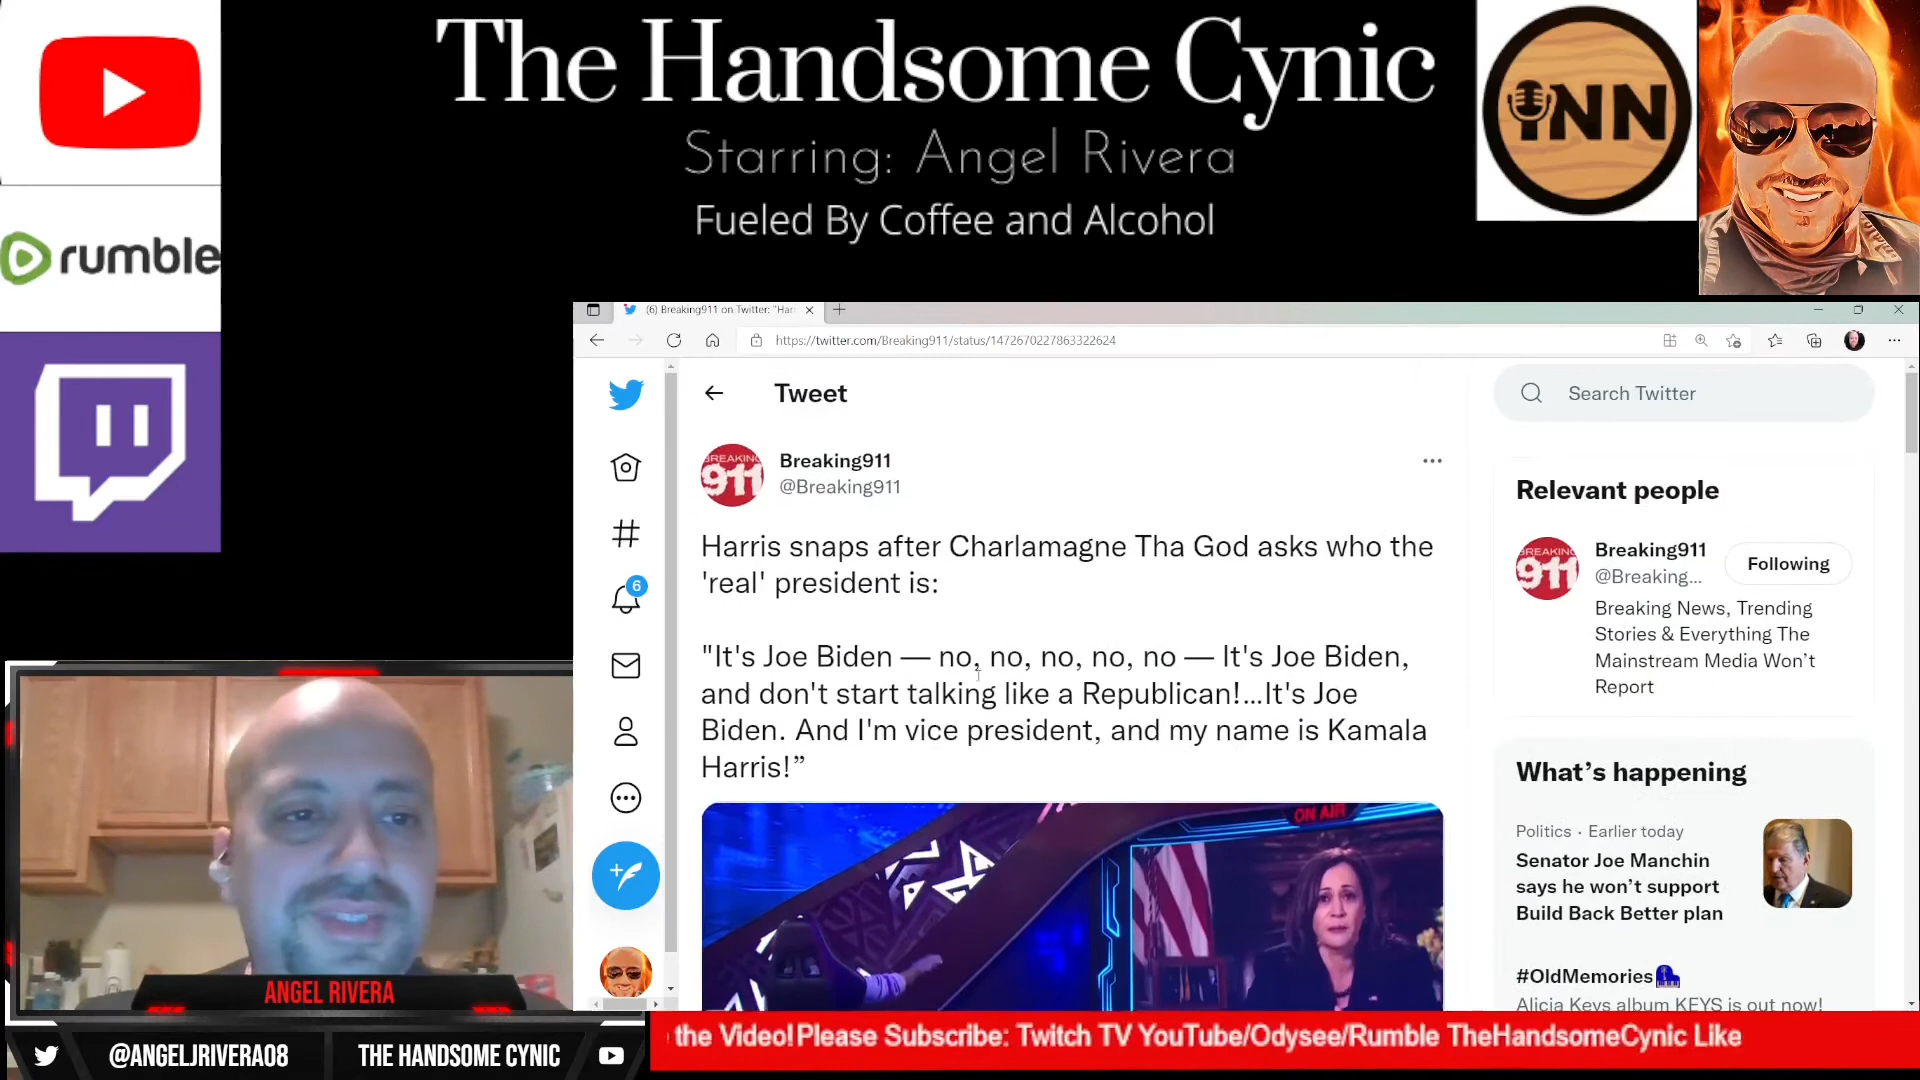 The Handsome Cynic
Starring: Angel Rivera
Fueled By Coffee and Alcohol
rumble
iNN
(6) Breaking911 on Twitter: "Harr
https://twitter.com/Breaking911/status/1472670227863322624
Tweet
Search Twitter
BREAKING
911
Breaking911
@Breaking911
Harris snaps after Charlamagne Tha God asks who the
'real' president is:
"It's Joe Biden — no, no, no, no, no — It's Joe Biden,
and don't start talking like a Republican!...It's Joe
Biden. And I'm vice president, and my name is Kamala
Harris!”
6
ON AIR
Relevant people
BREAKING
911
Breaking911
@Breaking...
Following
Breaking News, Trending
Stories & Everything The
Mainstream Media Won’t
Report
What’s happening
Politics · Earlier today
Senator Joe Manchin
says he won’t support
Build Back Better plan
#OldMemories
Alicia Keys album KEYS is out now!
ANGEL RIVERA
@ANGELJRIVERA08
THE HANDSOME CYNIC
the Video!Please Subscribe: Twitch TV YouTube/Odysee/Rumble TheHandsomeCynic Like